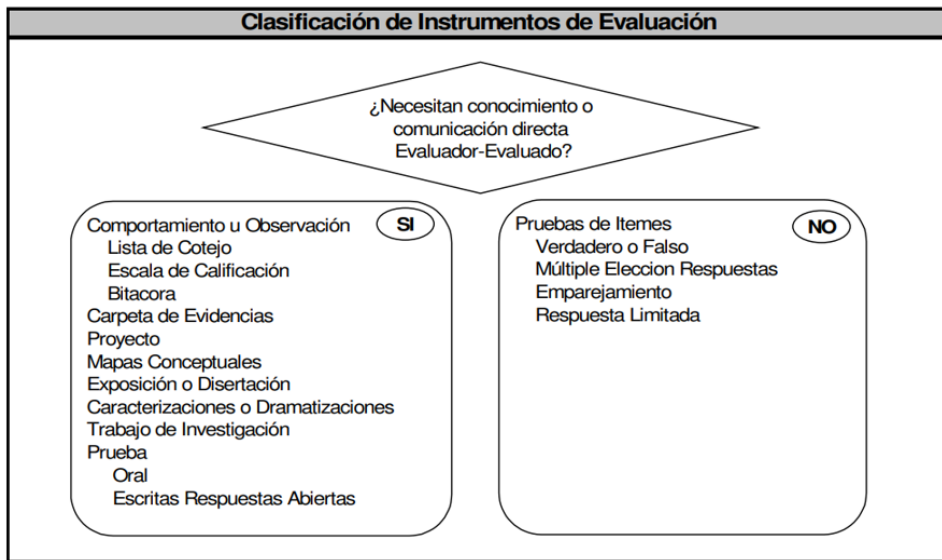 Clasificación de Instrumentos de Evaluación
¿Necesitan conocimiento o
comunicación directa
Evaluador-Evaluado?
SI
Comportamiento u Observación
Lista de Cotejo
Escala de Calificación
Bitacora
Carpeta de Evidencias
Proyecto
Mapas Conceptuales
Exposición o Disertación
Caracterizaciones o Dramatizaciones
Trabajo de Investigación
Prueba
Oral
Escritas Respuestas Abiertas
NO
Pruebas de Itemes
Verdadero o Falso
Múltiple Eleccion Respuestas
Emparejamiento
Respuesta Limitada